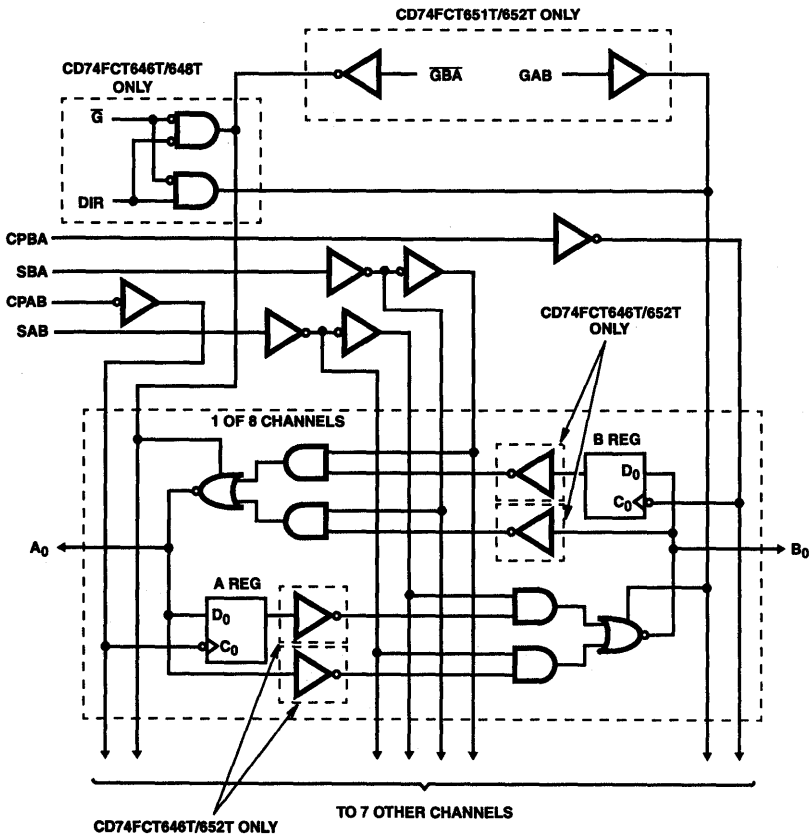 CD74FCT651T/652T ONLY
CD74FCT646T/648T
ONLY
GBA
GAB
G
DIR
CPBA
SBA
CPAB
SAB
CD74FCT646T/652T
ONLY
1 OF 8 CHANNELS
B REG
D0
C0
A0
B0
A REG
D0
C0
TO 7 OTHER CHANNELS
CD74FCT646T/652T ONLY